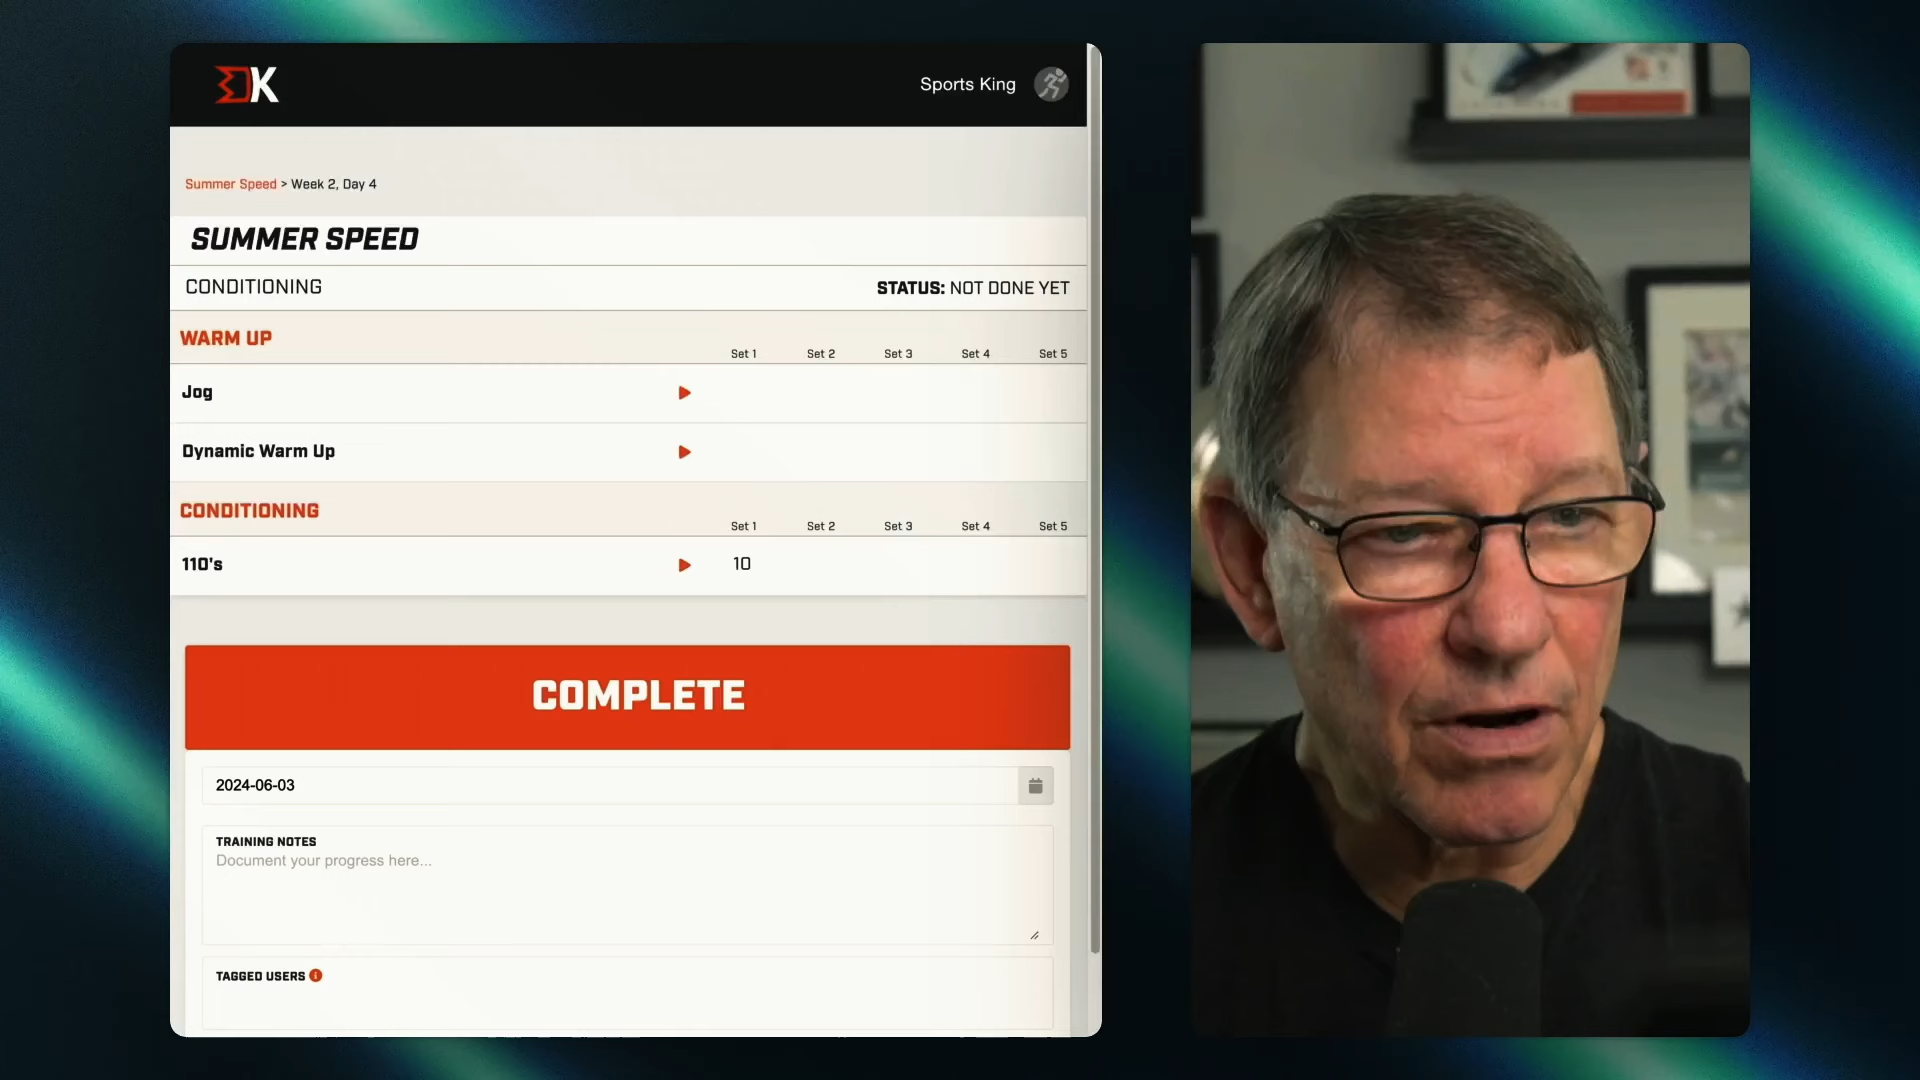 K
Sports King
Summer Speed > Week 2, Day 4
SUMMER SPEED
CONDITIONING
STATUS: NOT DONE YET
WARM UP
Set 1 Set 2 Set 3 Set 4 Set 5
Jog
Dynamic Warm Up
CONDITIONING
Set 1 Set 2 Set 3 Set 4 Set 5
110's 10
COMPLETE
2024-06-03
TRAINING NOTES
Document your progress here...
TAGGED USERS